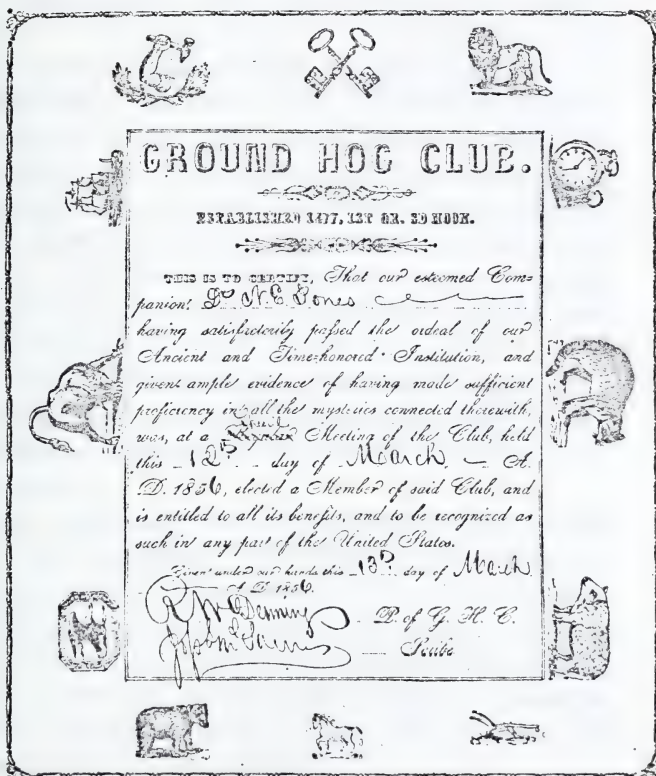 GROUND HOG CLUB.
ESTABLISHED 1477, 1ST QR. 3D MOON.
THIS IS TO CERTIFY, That our esteemed Com-
panion, Dr N. E. Jones
having satisfactorily passed the ordeal of our
Ancient and Time-honored Institution, and
given ample evidence of having made sufficient
proficiency in all the mysteries connected therewith,
was, at a Meeting of the Club, held
this 12th day of March A.
D. 1856, elected a Member of said Club, and
is entitled to all its benefits, and to be recognized as
such in any part of the United States.
Given under our hands this 13th day of March
A. D. 1856.
P. of G. H. C.
Scribe